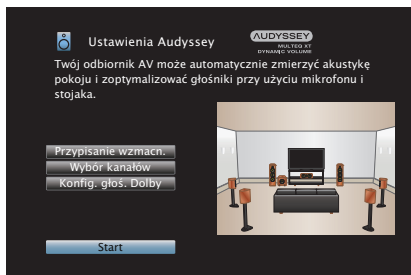 Ustawienia Audyssey
AUDYSSEY
MULTEQ XT
DYNAMIC VOLUME
Twój odbiornik AV może automatycznie zmierzyć akustykę
pokoju i zoptymalizować głośniki przy użyciu mikrofonu i
stojaka.
Przypisanie wzmacn.
Wybór kanałów
Konfig. głoś. Dolby
Start